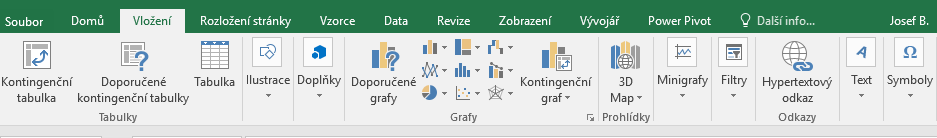 Soubor Domů Vložení Rozložení stránky Vzorce Data Revize Zobrazení Vývojář Power Pivot Další info... Josef B.
Kontingenční tabulka
Doporučené kontingenční tabulky
Tabulka
Ilustrace
Doplňky
Doporučené grafy
Kontingenční graf
3D Map
Minigrafy
Filtry
Hypertextový odkaz
Text
Symboly
Tabulky Grafy Prohlídky Odkazy